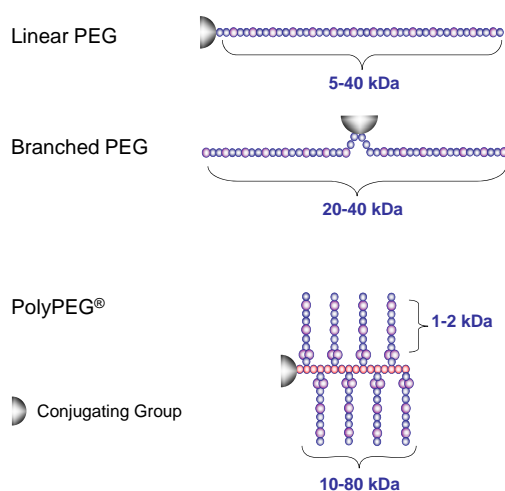 Linear PEG
5-40 kDa
Branched PEG
20-40 kDa
PolyPEG®
1-2 kDa
Conjugating Group
10-80 kDa